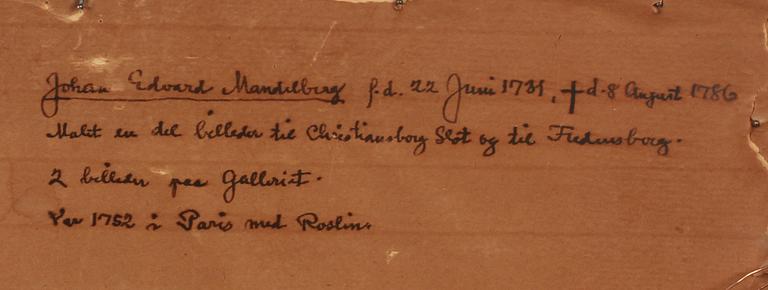 Johan Edvard Mandelberg f. d. 22 Juni 1731, † d. 8 August 1786
Malet en del billeder til Christiansborg Slot og til Fredensborg.
2 billeder paa Galleriet.
Var 1752 i Paris med Roslin.